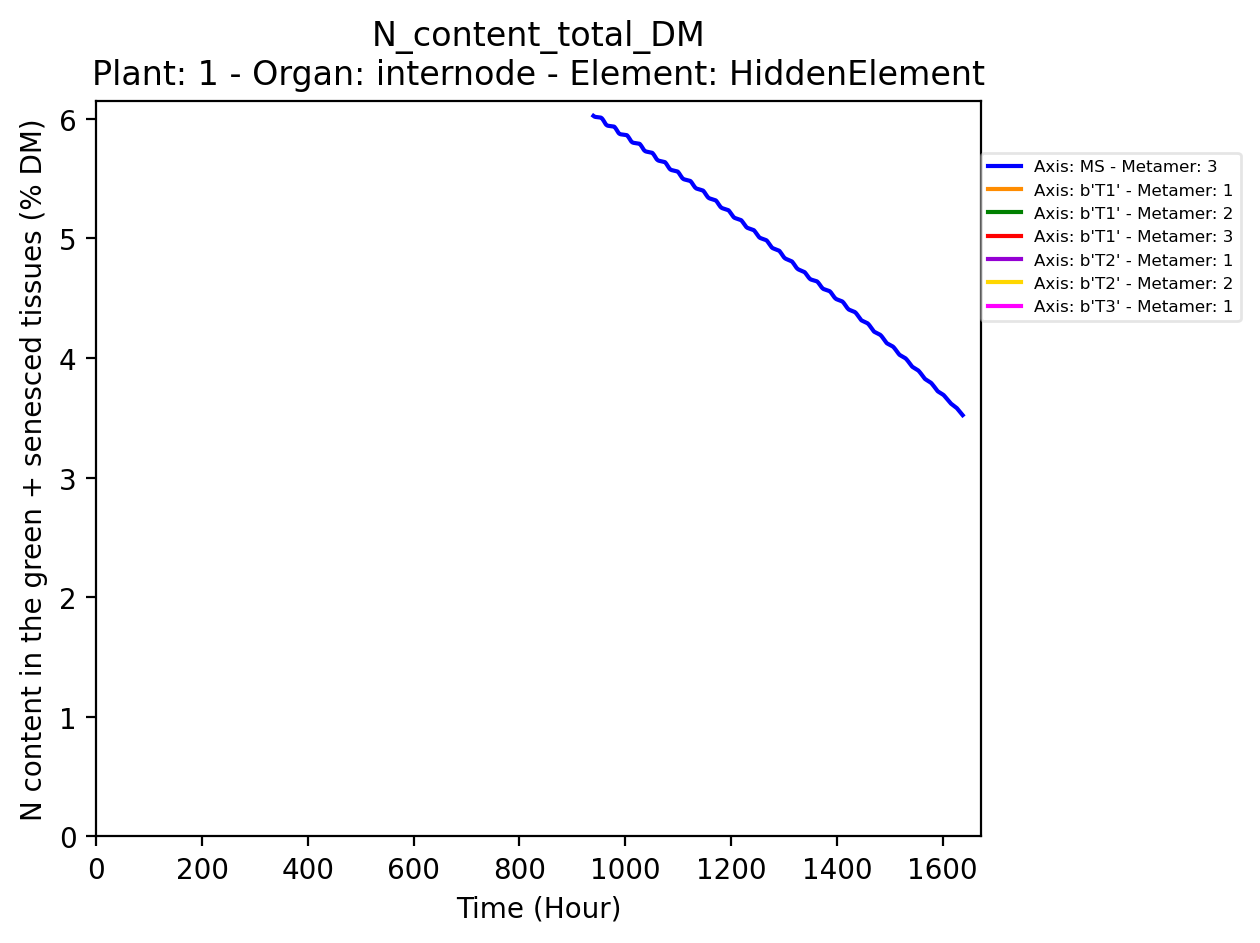 N_content_total_DM
Plant: 1 - Organ: internode - Element: HiddenElement
N content in the green + senesced tissues (% DM)
6
5
4
3
2
1
0
0 200 400 600 800 1000 1200 1400 1600
Time (Hour)
Axis: MS - Metamer: 3
Axis: b'T1' - Metamer: 1
Axis: b'T1' - Metamer: 2
Axis: b'T1' - Metamer: 3
Axis: b'T2' - Metamer: 1
Axis: b'T2' - Metamer: 2
Axis: b'T3' - Metamer: 1